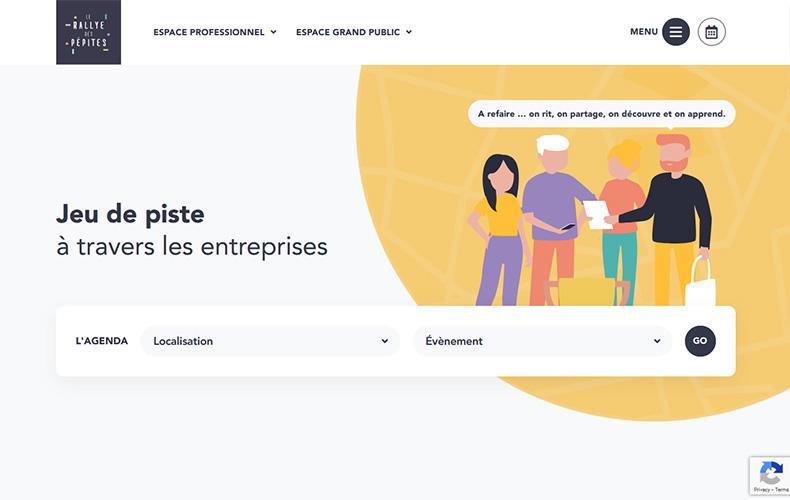 LE
RALLYE
DES
PÉPITES
ESPACE PROFESSIONNEL
ESPACE GRAND PUBLIC
MENU
A refaire ... on rit, on partage, on découvre et on apprend.
Jeu de piste
à travers les entreprises
L'AGENDA
Localisation
Évènement
GO
Privacy - Terms